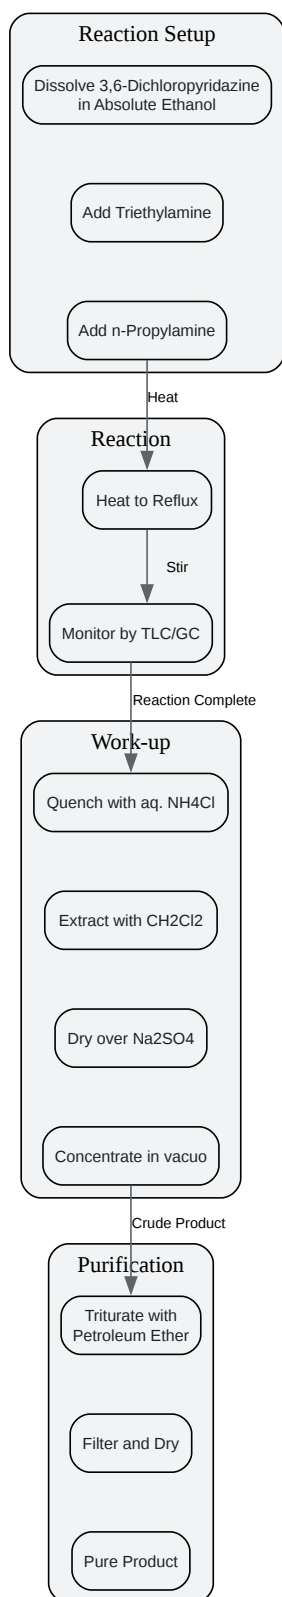 Reaction Setup
Dissolve 3,6-Dichloropyridazine
in Absolute Ethanol
Add Triethylamine
Add n-Propylamine
Heat
Reaction
Heat to Reflux
Stir
Monitor by TLC/GC
Reaction Complete
Work-up
Quench with aq. NH4Cl
Extract with CH2Cl2
Dry over Na2SO4
Concentrate in vacuo
Crude Product
Purification
Triturate with
Petroleum Ether
Filter and Dry
Pure Product